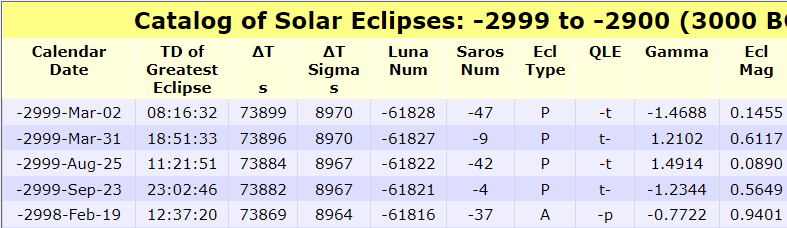 Catalog of Solar Eclipses: -2999 to -2900 (3000 B
Calendar Date TD of Greatest Eclipse ΔT s ΔT Sigma s Luna Num Saros Num Ecl Type QLE Gamma Ecl Mag
-2999-Mar-02 08:16:32 73899 8970 -61828 -47 P -t -1.4688 0.1455
-2999-Mar-31 18:51:33 73896 8970 -61827 -9 P t- 1.2102 0.6117
-2999-Aug-25 11:21:51 73884 8967 -61822 -42 P -t 1.4914 0.0890
-2999-Sep-23 23:02:46 73882 8967 -61821 -4 P t- -1.2344 0.5649
-2998-Feb-19 12:37:20 73869 8964 -61816 -37 A -p -0.7722 0.9401